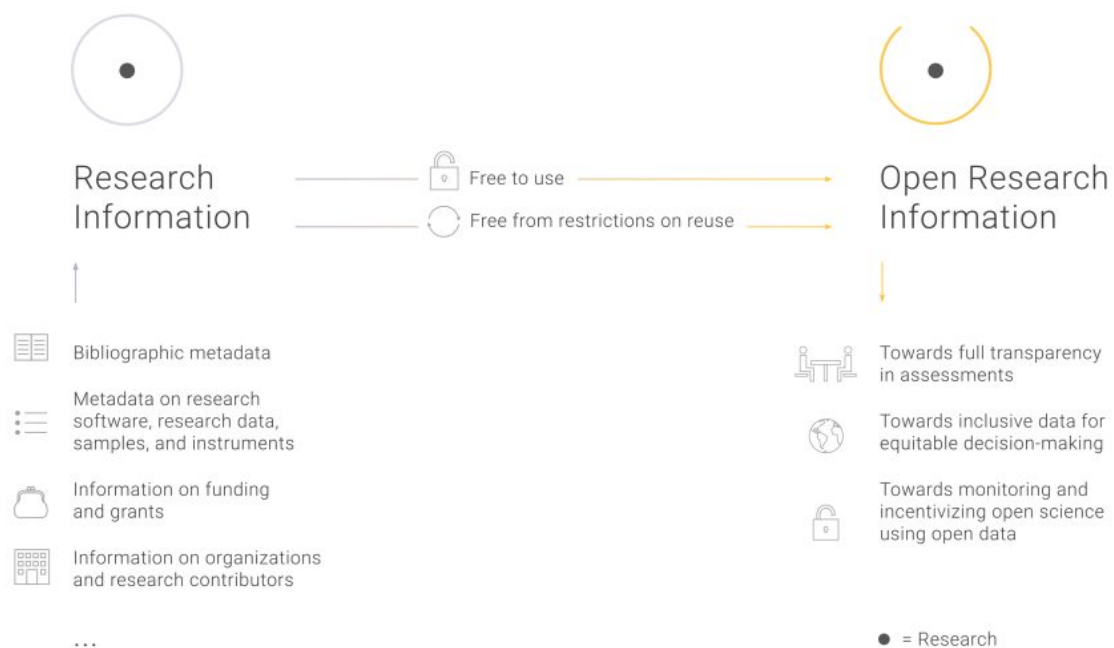 Research
Information
Free to use
Free from restrictions on reuse
Open Research
Information
Bibliographic metadata
Metadata on research
software, research data,
samples, and instruments
Information on funding
and grants
Information on organizations
and research contributors
...
Towards full transparency
in assessments
Towards inclusive data for
equitable decision-making
Towards monitoring and
incentivizing open science
using open data
= Research